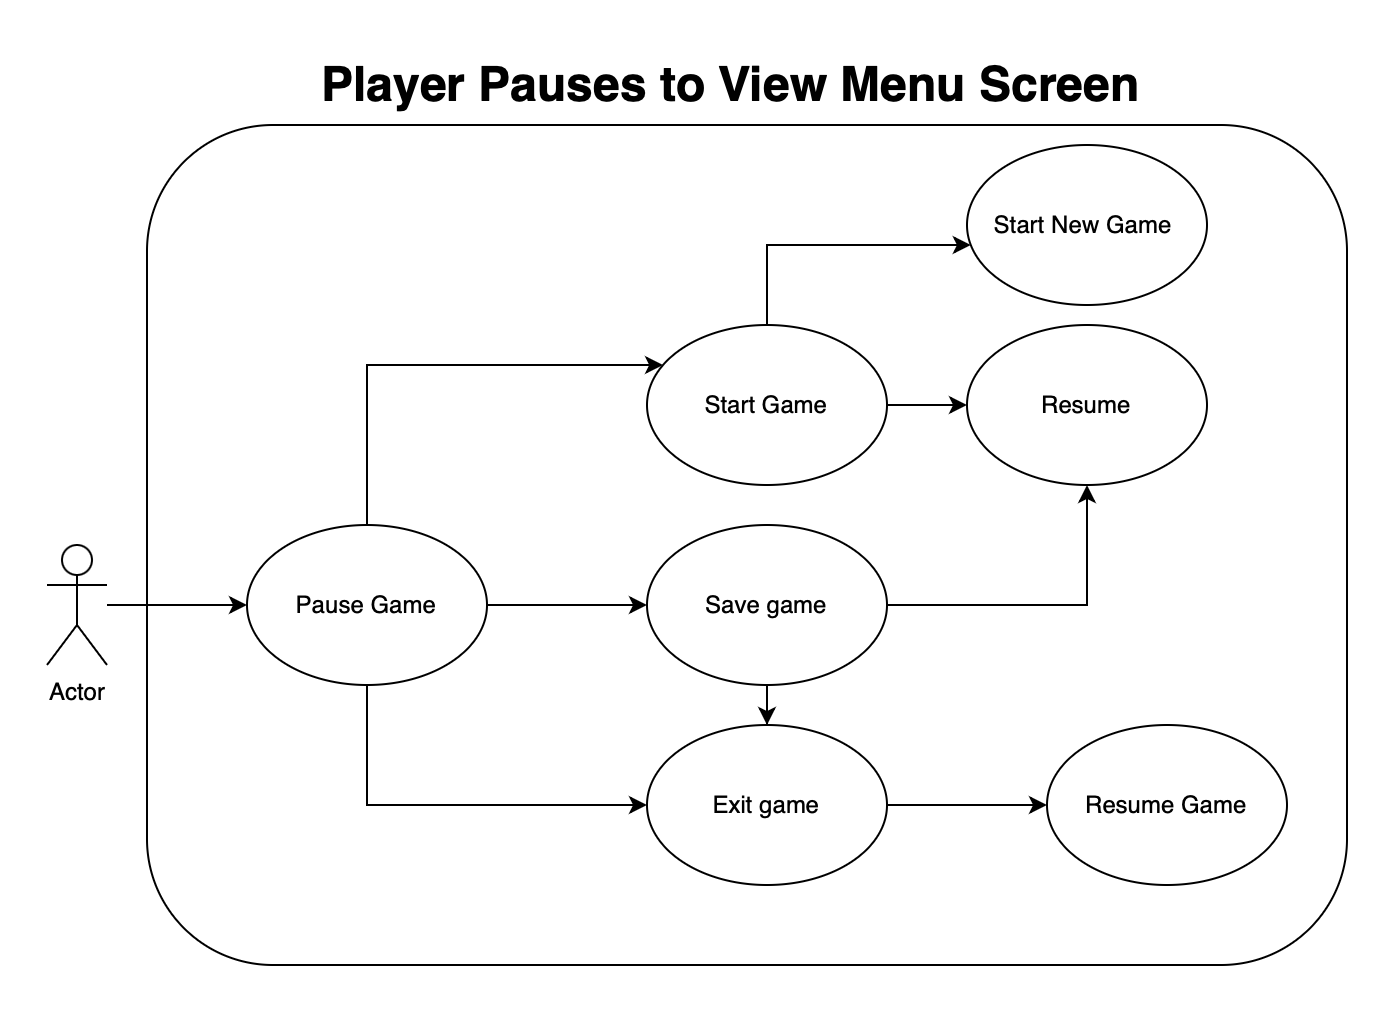 Player Pauses to View Menu Screen
Start New Game
Start Game
Resume
Pause Game
Save game
Actor
Exit game
Resume Game